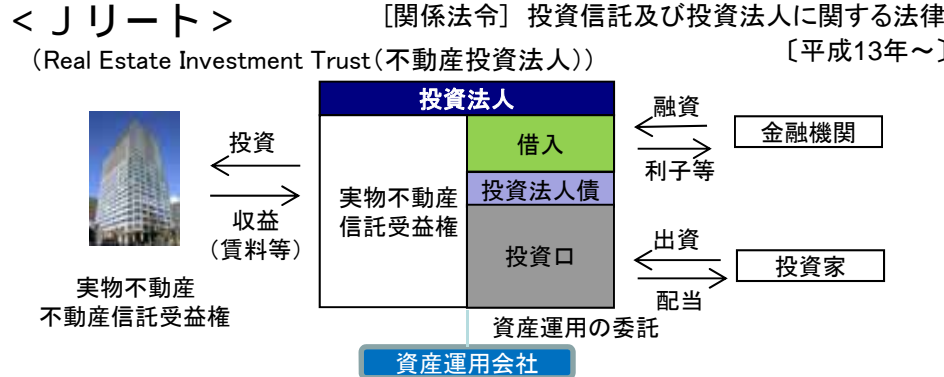 ＜Ｊリート＞
［関係法令］投資信託及び投資法人に関する法律
〔平成13年～〕
（Real Estate Investment Trust（不動産投資法人））
投資法人
投資
収益
（賃料等）
実物不動産
不動産信託受益権
実物不動産
信託受益権
借入
投資法人債
投資口
融資
利子等
金融機関
出資
配当
投資家
資産運用の委託
資産運用会社